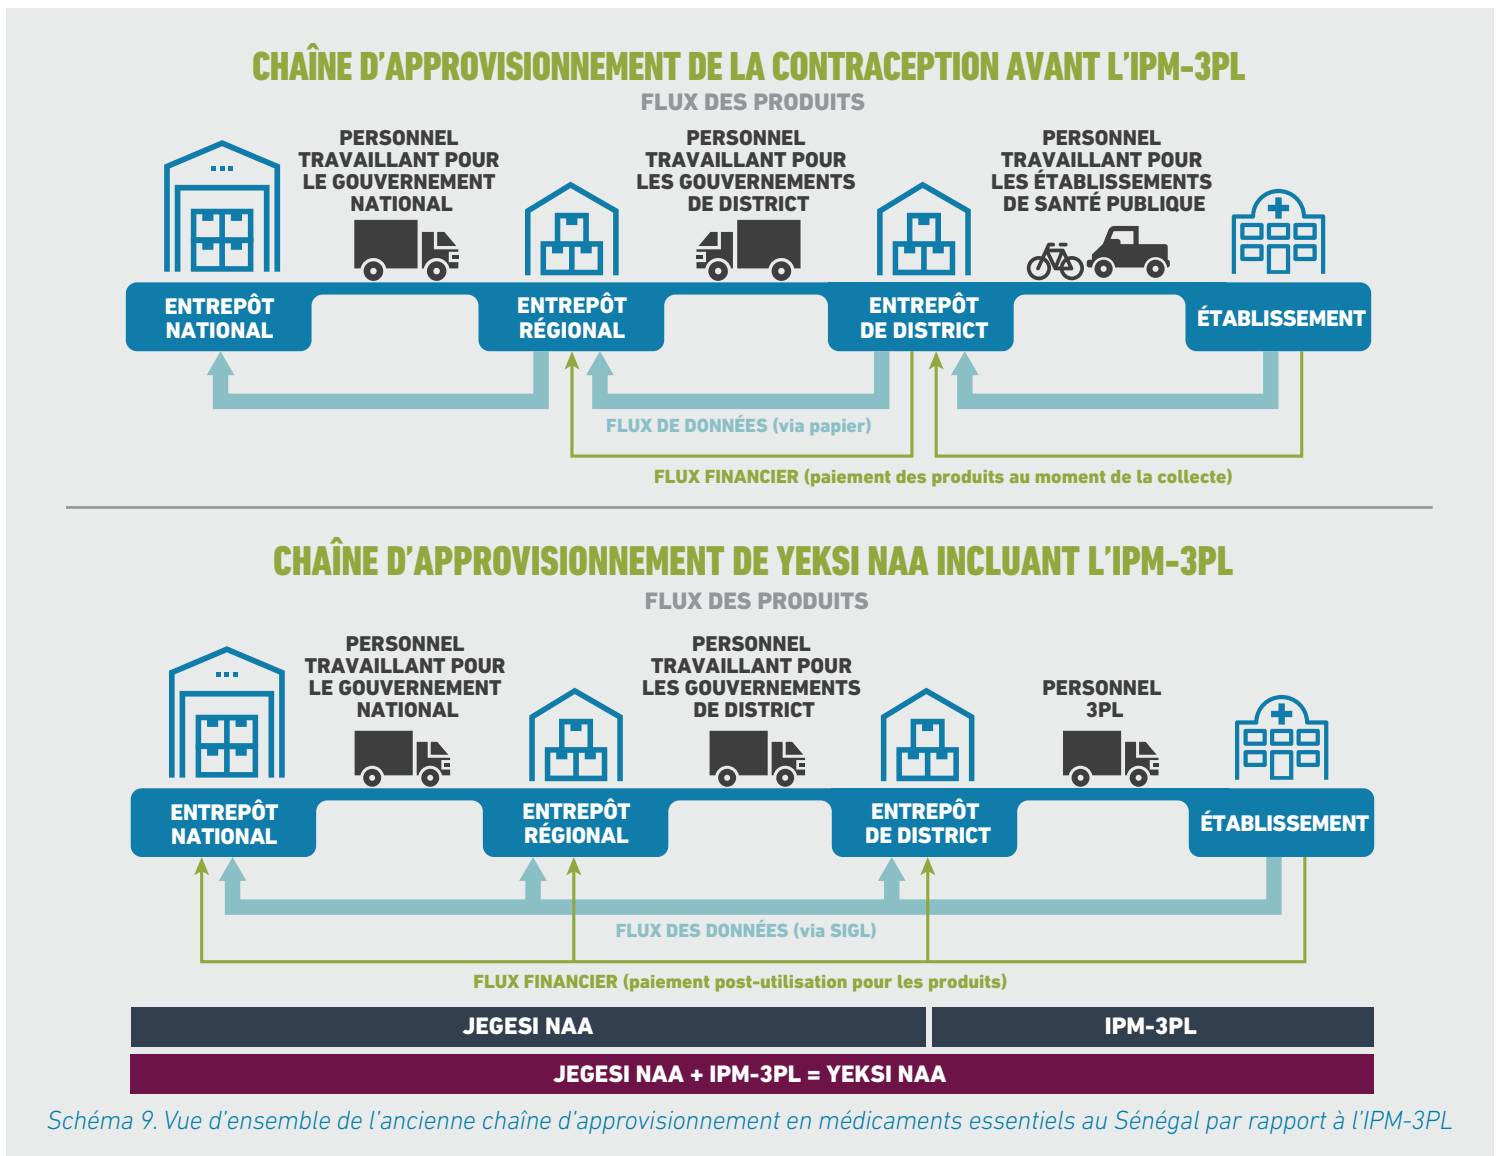 CHAÎNE D'APPROVISIONNEMENT DE LA CONTRACEPTION AVANT L'IPM-3PL
FLUX DES PRODUITS
PERSONNEL
TRAVAILLANT POUR
LE GOUVERNEMENT
NATIONAL
PERSONNEL
TRAVAILLANT POUR
LES GOUVERNEMENTS
DE DISTRICT
PERSONNEL
TRAVAILLANT POUR
LES ÉTABLISSEMENTS
DE SANTÉ PUBLIQUE
ENTREPÔT
NATIONAL
ENTREPÔT
RÉGIONAL
ENTREPÔT
DE DISTRICT
ÉTABLISSEMENT
FLUX DE DONNÉES (via papier)
FLUX FINANCIER (paiement des produits au moment de la collecte)
CHAÎNE D'APPROVISIONNEMENT DE YEKSI NAA INCLUANT L'IPM-3PL
FLUX DES PRODUITS
PERSONNEL
TRAVAILLANT POUR
LE GOUVERNEMENT
NATIONAL
PERSONNEL
TRAVAILLANT POUR
LES GOUVERNEMENTS
DE DISTRICT
PERSONNEL
3PL
ENTREPÔT
NATIONAL
ENTREPÔT
RÉGIONAL
ENTREPÔT
DE DISTRICT
ÉTABLISSEMENT
FLUX DES DONNÉES (via SIGL)
FLUX FINANCIER (paiement post-utilisation pour les produits)
JEGESI NAA
IPM-3PL
JEGESI NAA + IPM-3PL = YEKSI NAA
Schéma 9. Vue d'ensemble de l'ancienne chaîne d'approvisionnement en médicaments essentiels au Sénégal par rapport à l'IPM-3PL